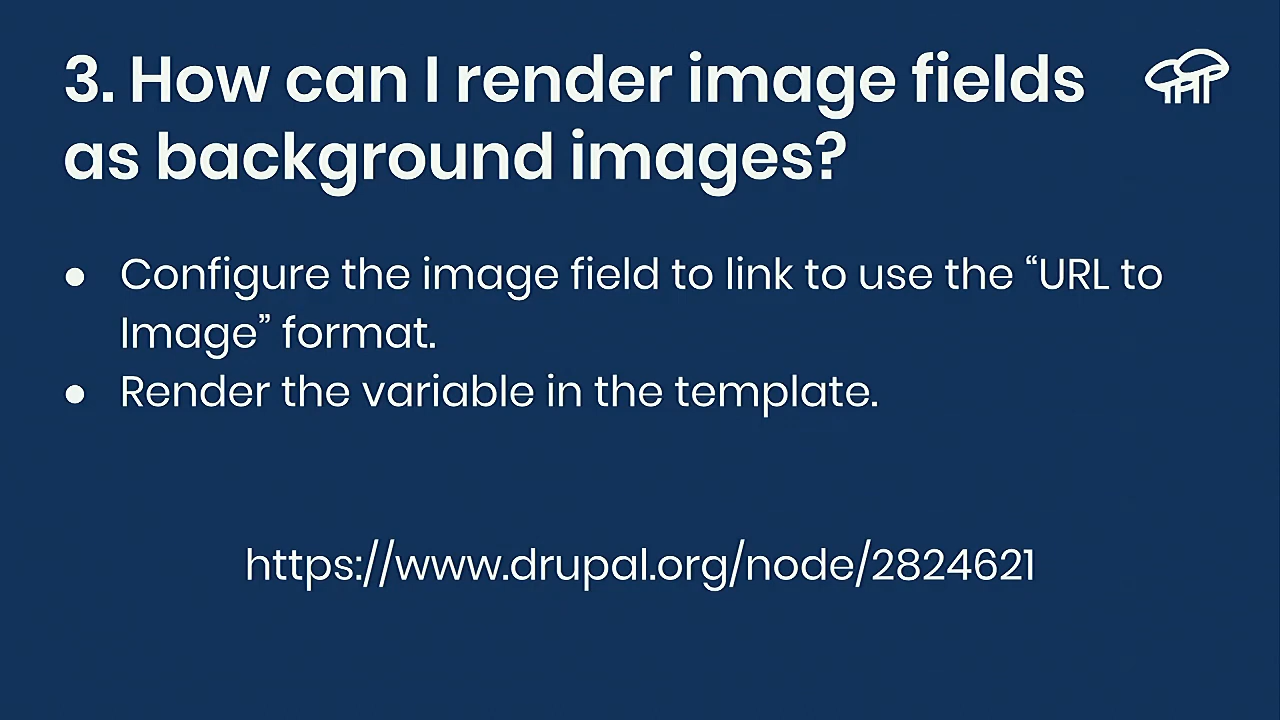 3. How can I render image fields
as background images?
● Configure the image field to link to use the “URL to
Image” format.
● Render the variable in the template.
https://www.drupal.org/node/2824621